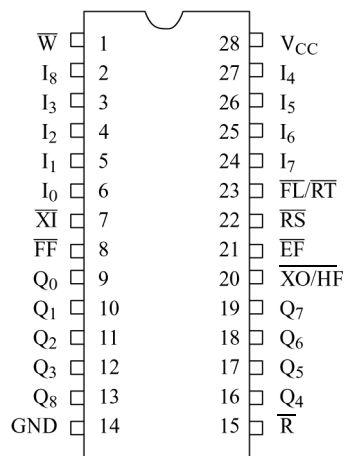 W̅ 1 28 V_CC
I₈ 2 27 I₄
I₃ 3 26 I₅
I₂ 4 25 I₆
I₁ 5 24 I₇
I₀ 6 23 F̅L̅/R̅T̅
X̅I̅ 7 22 R̅S̅
F̅F̅ 8 21 E̅F̅
Q₀ 9 20 X̅O̅/̅H̅F̅
Q₁ 10 19 Q₇
Q₂ 11 18 Q₆
Q₃ 12 17 Q₅
Q₈ 13 16 Q₄
GND 14 15 R̅